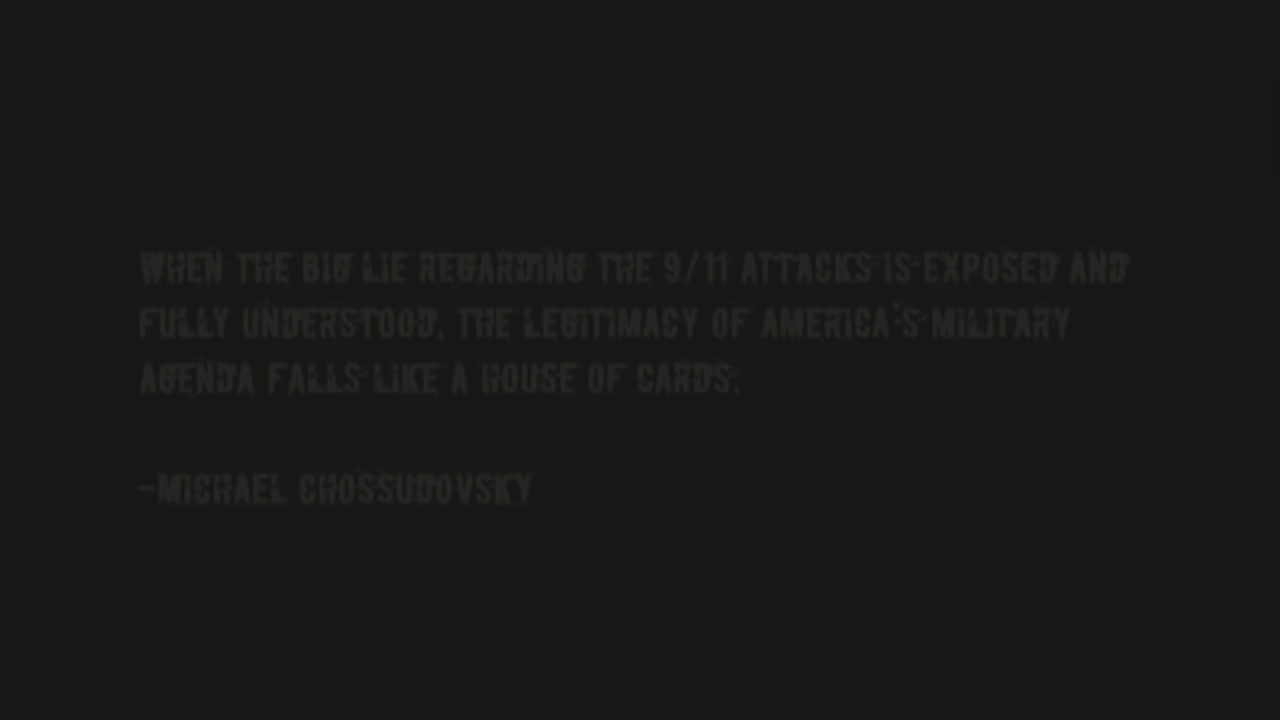 WHEN THE BIG LIE REGARDING THE 9/11 ATTACKS IS EXPOSED AND
FULLY UNDERSTOOD, THE LEGITIMACY OF AMERICA'S MILITARY
AGENDA FALLS LIKE A HOUSE OF CARDS.
-MICHAEL CHOSSUDOVSKY